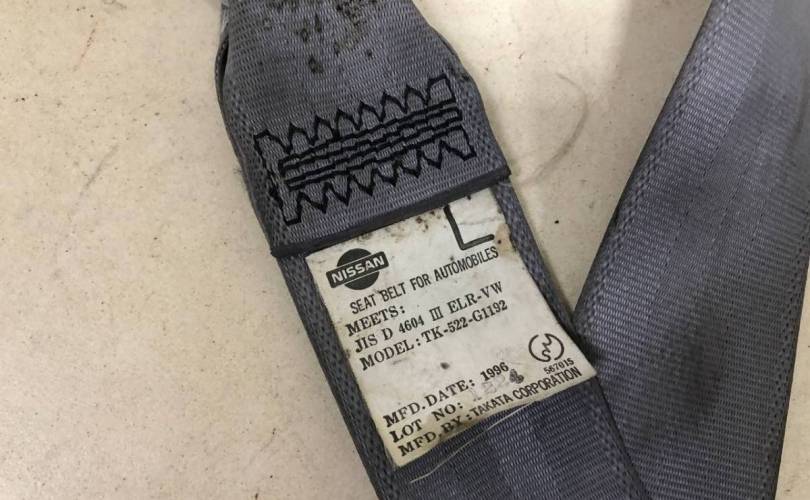 L
NISSAN
SEAT BELT FOR AUTOMOBILES
MEETS:
JIS D 4604 III ELR-VW
MODEL: TK-522-G1192
56701S
MFD. DATE: 1996
LOT NO:
MFD. BY: TAKATA CORPORATION